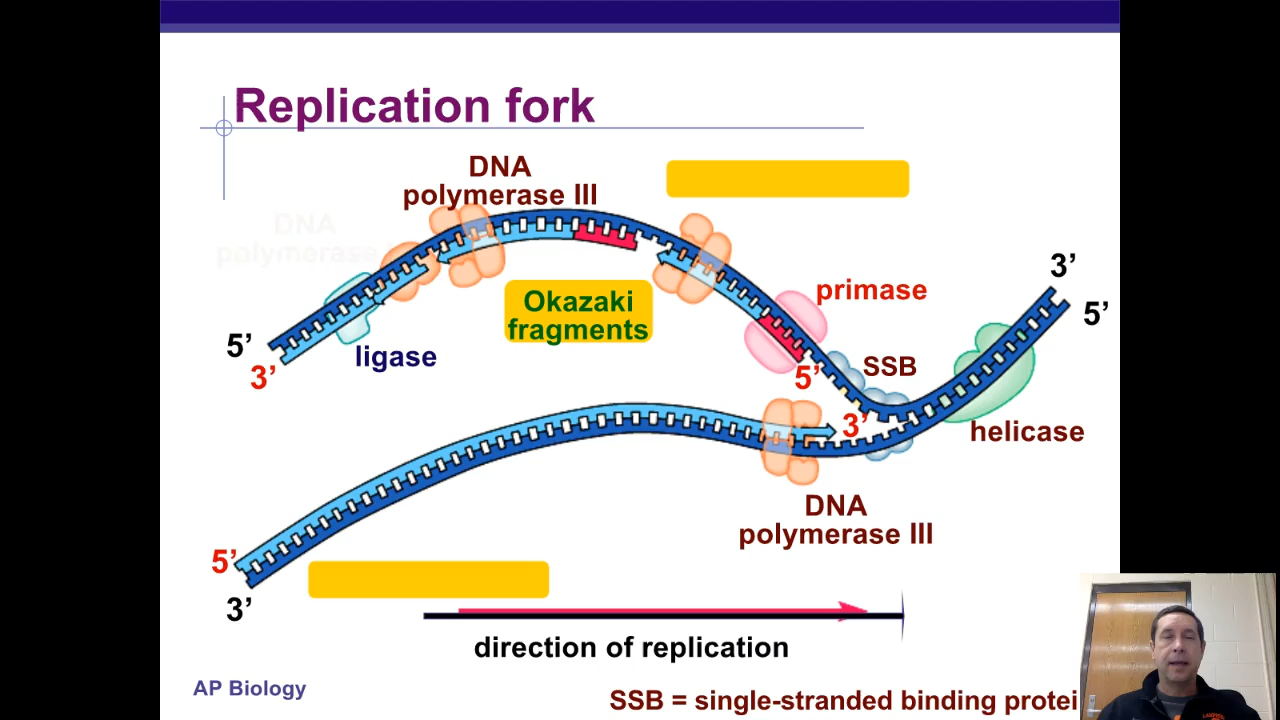 Replication fork
DNA
polymerase III
DNA
polymerase
3’
primase
5’
Okazaki
fragments
5’
3’
ligase
SSB
5’
3’
helicase
DNA
polymerase III
5’
3’
direction of replication
AP Biology
SSB = single-stranded binding protei